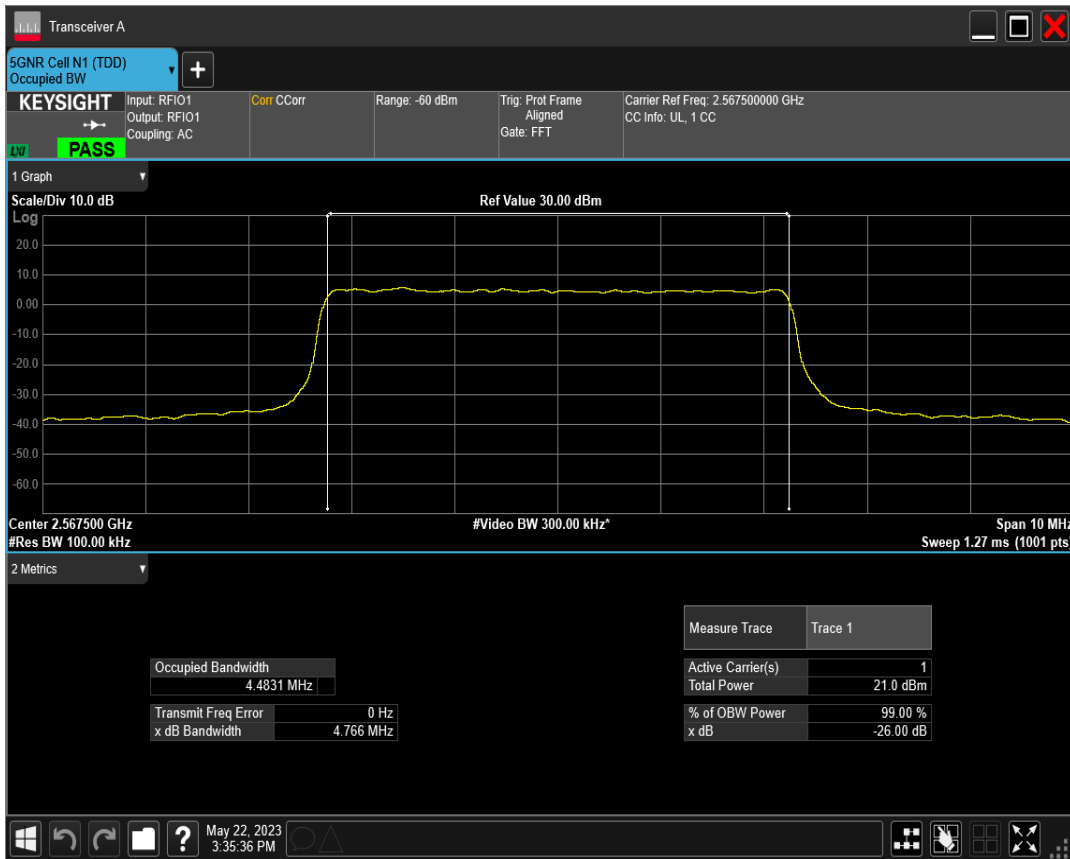 Transceiver A
5GNR Cell N1 (TDD)
Occupied BW
+
KEYSIGHT
LXI
PASS
Input: RFIO1
Output: RFIO1
Coupling: AC
Corr CCorr
Range: -60 dBm
Trig: Prot Frame
Aligned
Gate: FFT
Carrier Ref Freq: 2.567500000 GHz
CC Info: UL, 1 CC
1 Graph
Scale/Div 10.0 dB
Ref Value 30.00 dBm
Log
20.0
10.0
0.00
-10.0
-20.0
-30.0
-40.0
-50.0
-60.0
Center 2.567500 GHz
#Video BW 300.00 kHz*
Span 10 MHz
#Res BW 100.00 kHz
Sweep 1.27 ms (1001 pts)
2 Metrics
Measure Trace Trace 1
Occupied Bandwidth
4.4831 MHz
Active Carrier(s) 1
Total Power 21.0 dBm
Transmit Freq Error 0 Hz
x dB Bandwidth 4.766 MHz
% of OBW Power 99.00 %
x dB -26.00 dB
?
May 22, 2023
3:35:36 PM